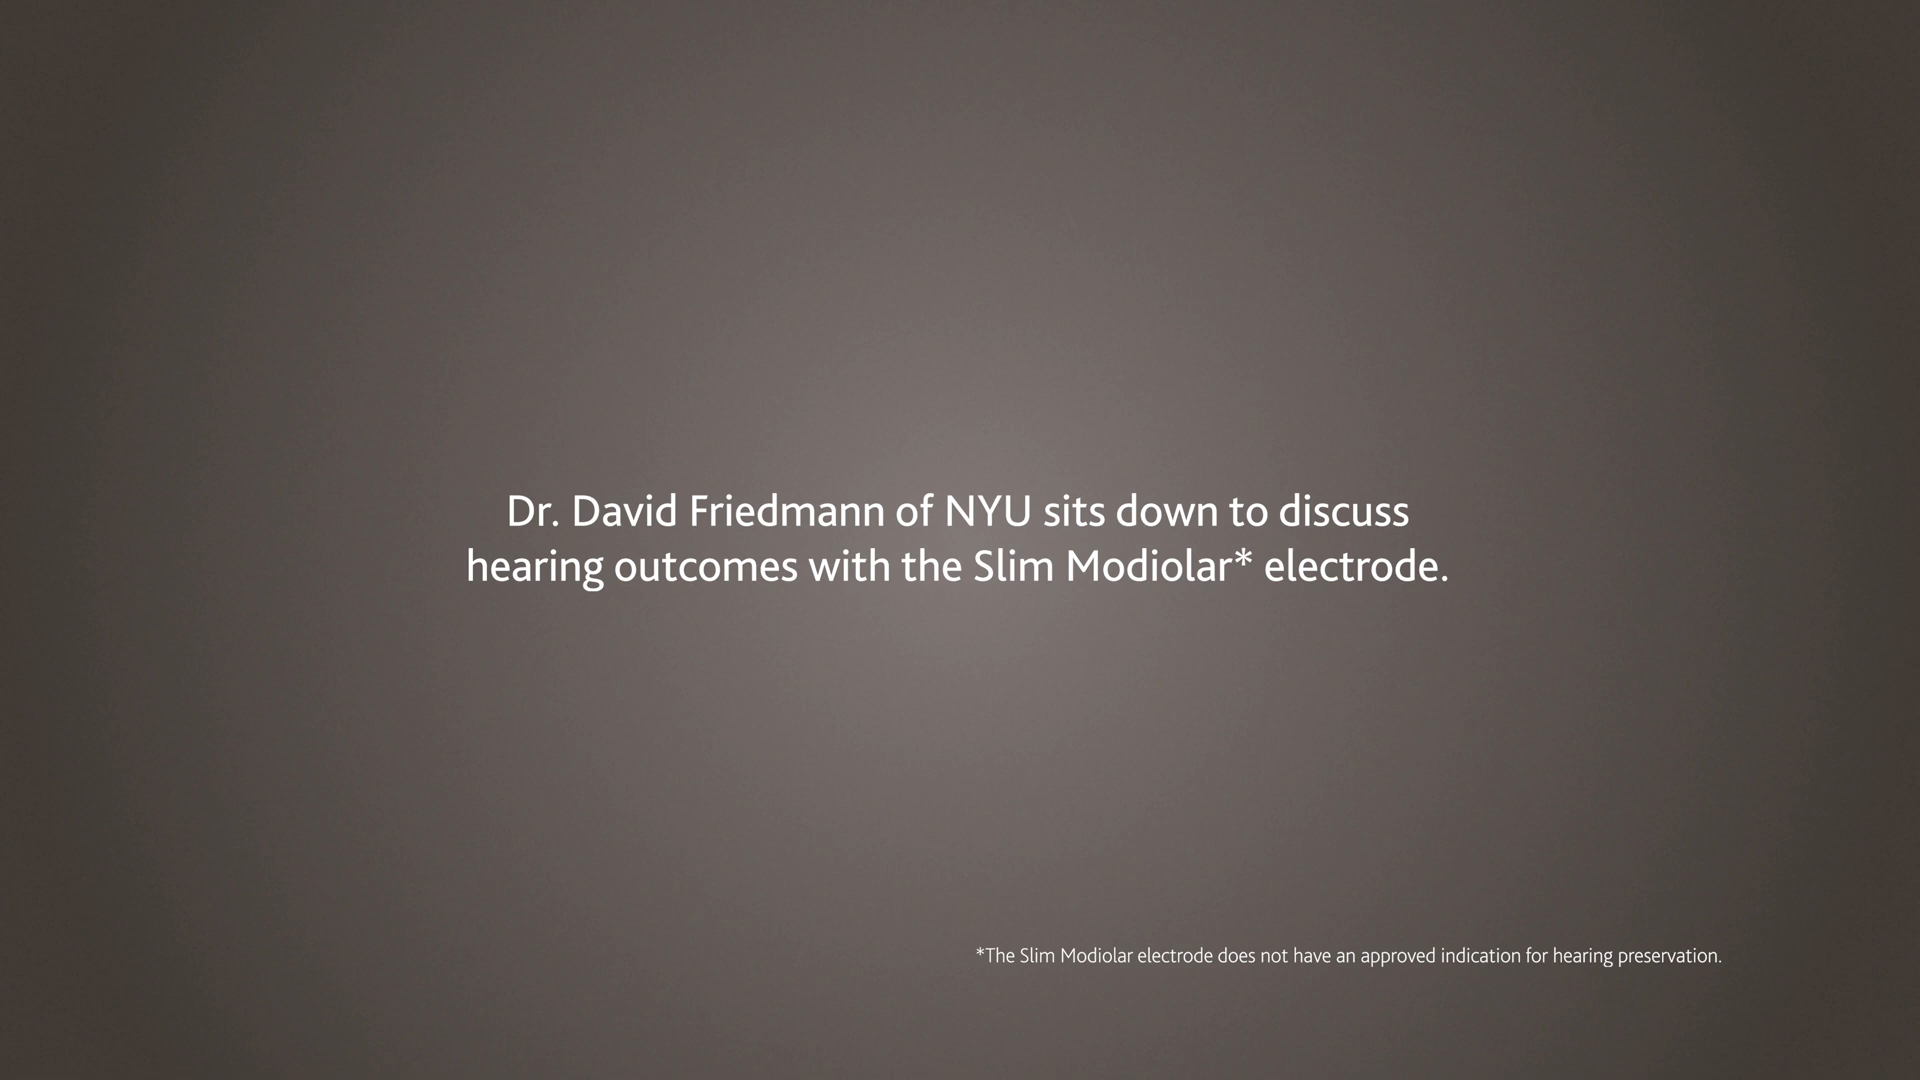 Dr. David Friedmann of NYU sits down to discuss
hearing outcomes with the Slim Modiolar* electrode.
*The Slim Modiolar electrode does not have an approved indication for hearing preservation.